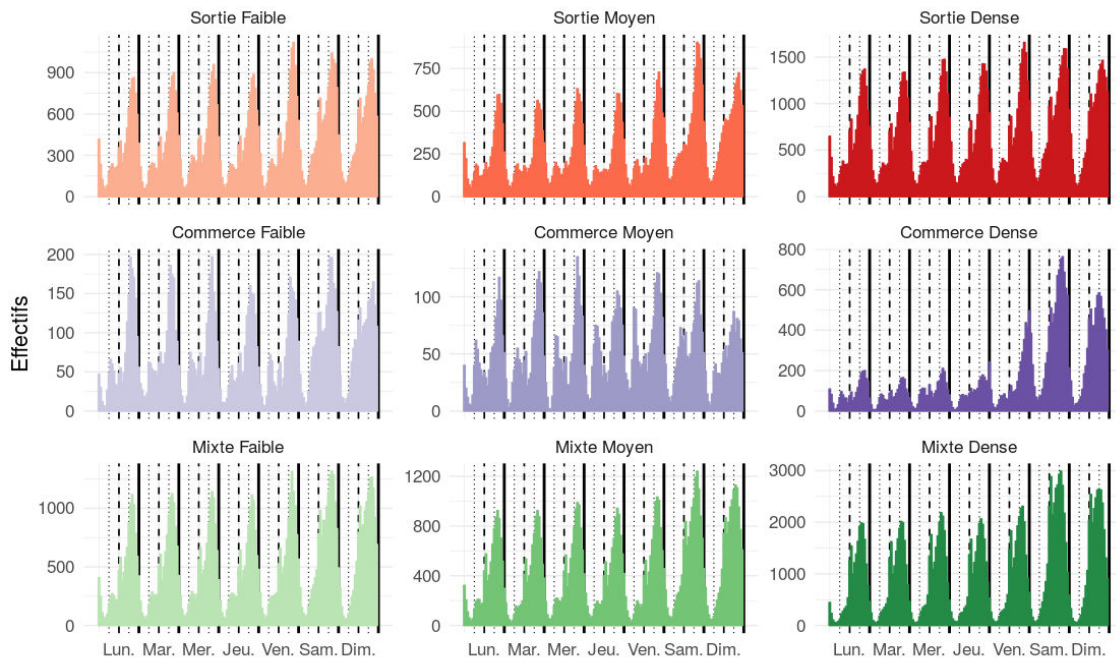 Sortie Faible
Sortie Moyen
Sortie Dense
900
600
300
0
750
500
250
0
1500
1000
500
0
Commerce Faible
Commerce Moyen
Commerce Dense
200
150
100
50
0
100
50
0
800
600
400
200
0
Effectifs
Mixte Faible
Mixte Moyen
Mixte Dense
1000
500
0
1200
800
400
0
3000
2000
1000
0
Lun. Mar. Mer. Jeu. Ven. Sam. Dim.
Lun. Mar. Mer. Jeu. Ven. Sam. Dim.
Lun. Mar. Mer. Jeu. Ven. Sam. Dim.